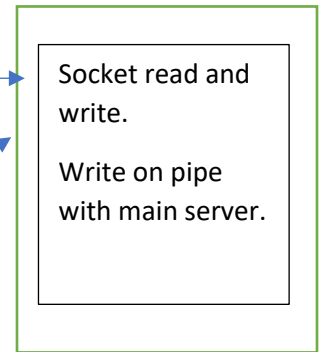 Socket read and
write.
Write on pipe
with main server.